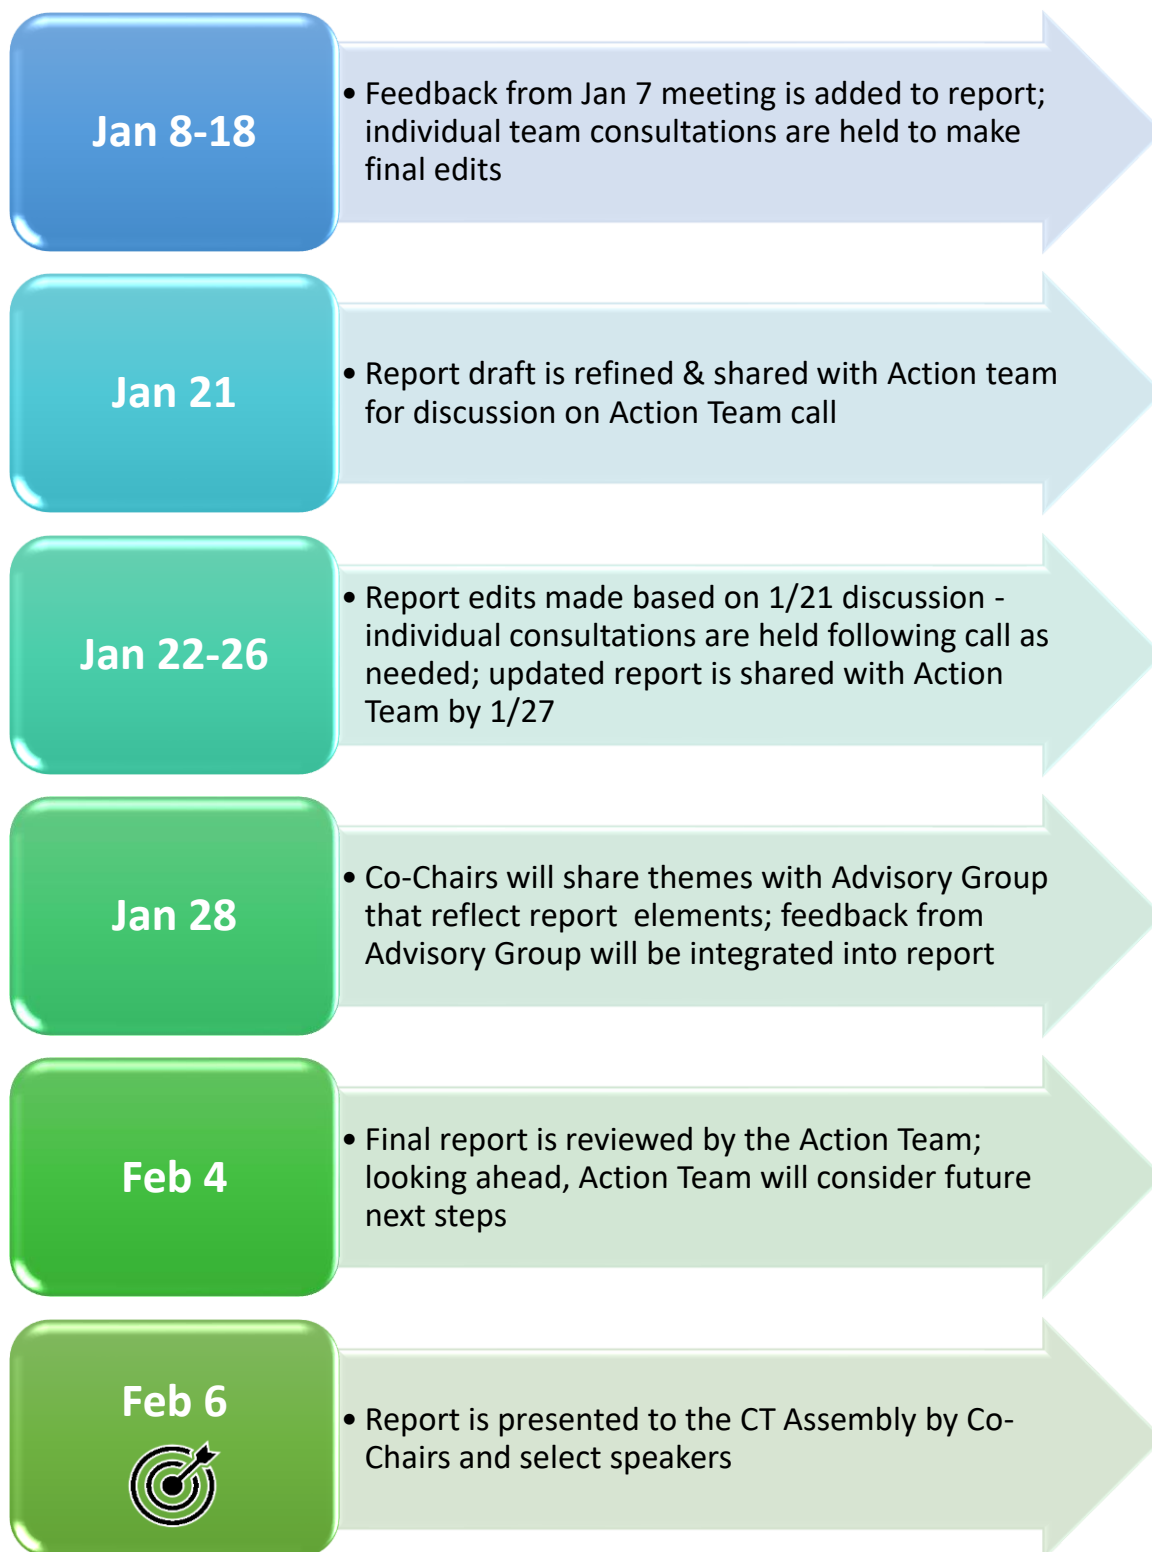 Jan 8-18
• Feedback from Jan 7 meeting is added to report;
individual team consultations are held to make
final edits
Jan 21
• Report draft is refined & shared with Action team
for discussion on Action Team call
Jan 22-26
• Report edits made based on 1/21 discussion -
individual consultations are held following call as
needed; updated report is shared with Action
Team by 1/27
Jan 28
• Co-Chairs will share themes with Advisory Group
that reflect report  elements; feedback from
Advisory Group will be integrated into report
Feb 4
• Final report is reviewed by the Action Team;
looking ahead, Action Team will consider future
next steps
Feb 6
• Report is presented to the CT Assembly by Co-
Chairs and select speakers